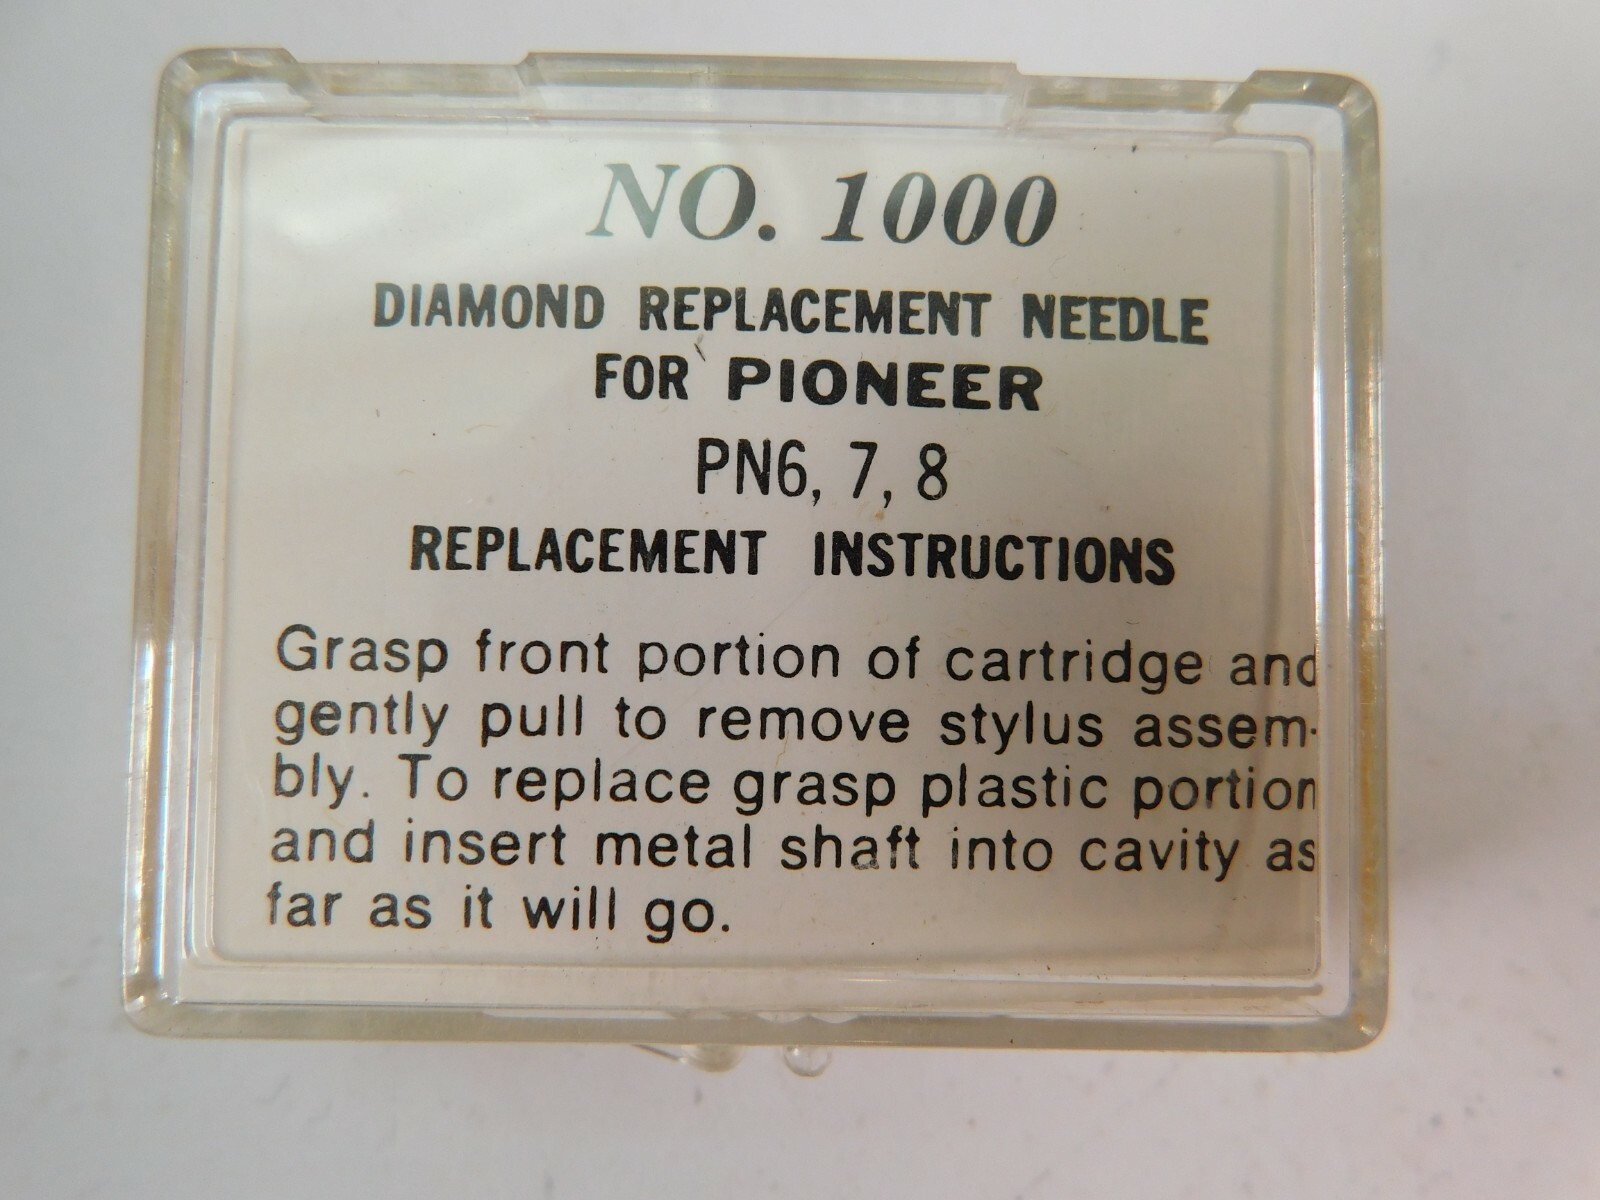 NO. 1000
DIAMOND REPLACEMENT NEEDLE
FOR PIONEER
PN6, 7, 8
REPLACEMENT INSTRUCTIONS
Grasp front portion of cartridge and
gently pull to remove stylus assem-
bly. To replace grasp plastic portion
and insert metal shaft into cavity as
far as it will go.